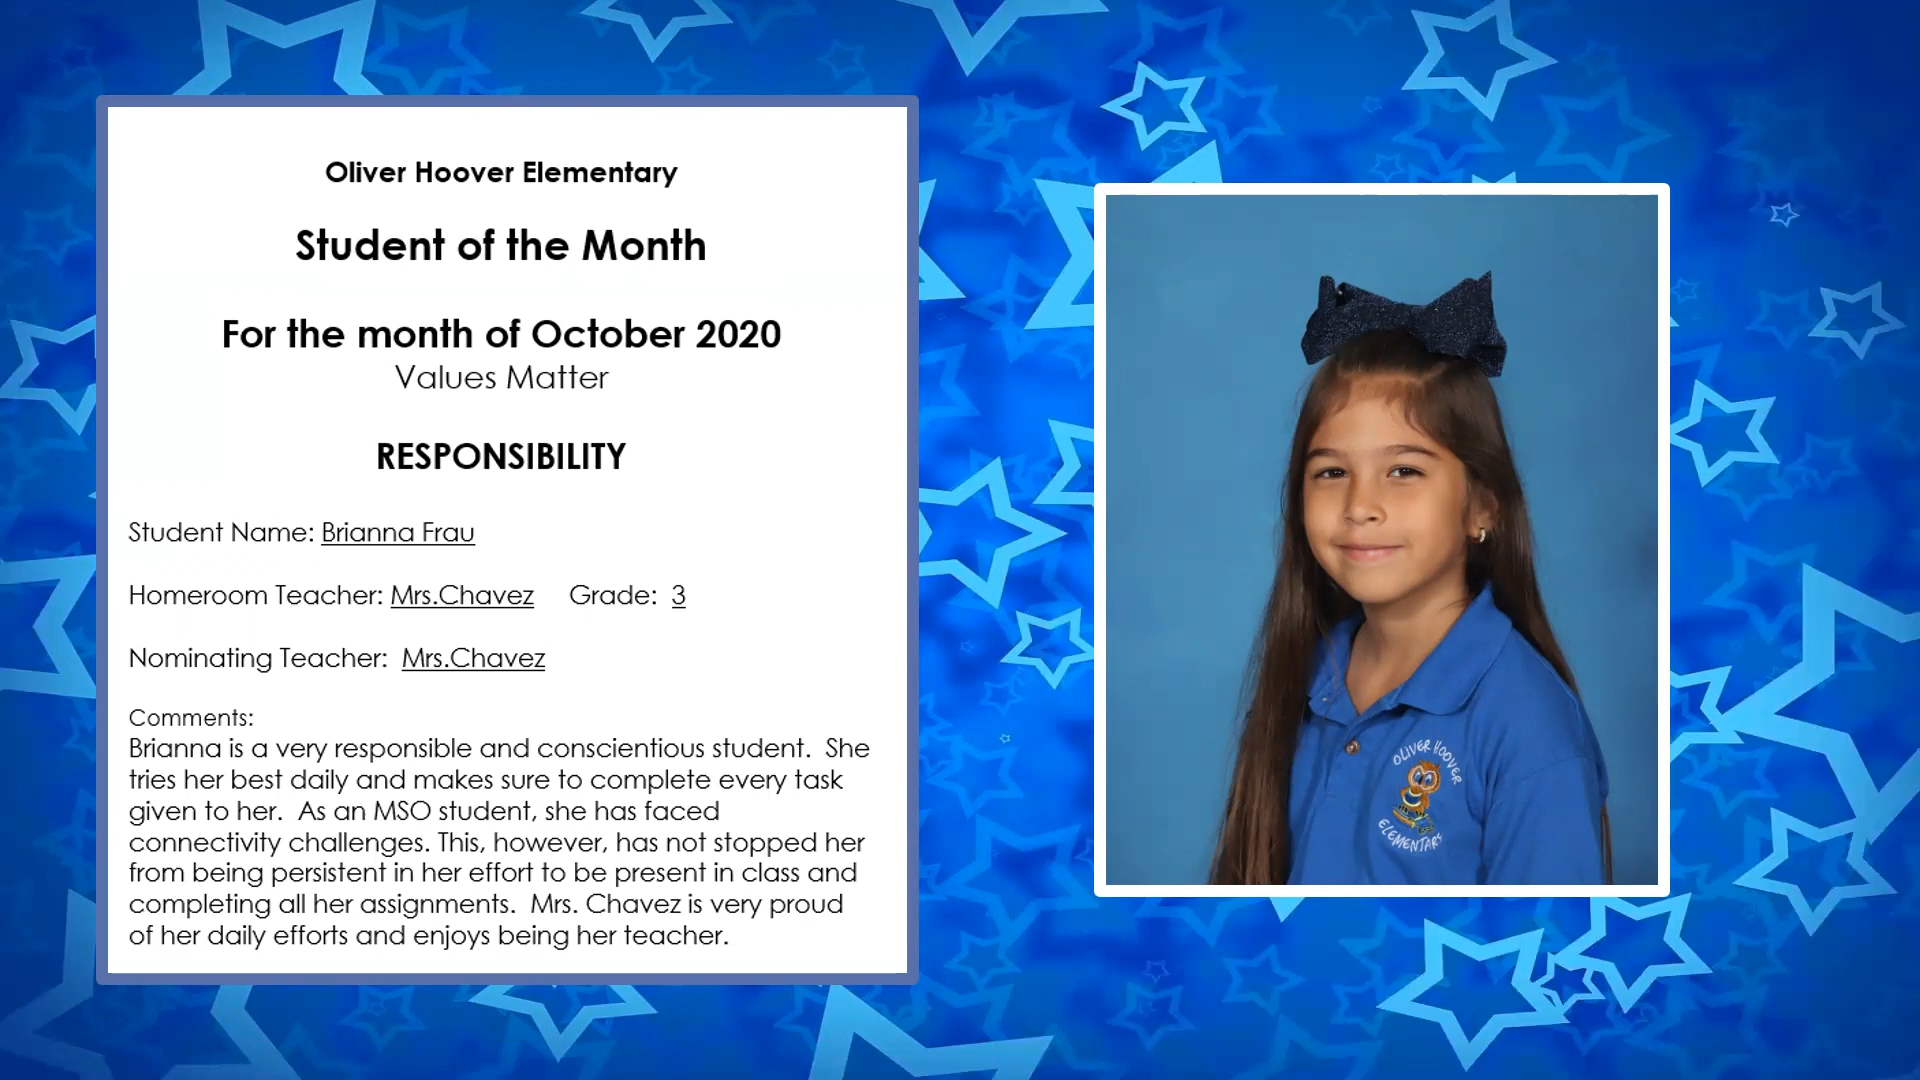 Oliver Hoover Elementary
Student of the Month
For the month of October 2020
Values Matter
RESPONSIBILITY
Student Name: Brianna Frau
Homeroom Teacher: Mrs.Chavez Grade: 3
Nominating Teacher: Mrs.Chavez
Comments:
Brianna is a very responsible and conscientious student. She
tries her best daily and makes sure to complete every task
given to her. As an MSO student, she has faced
connectivity challenges. This, however, has not stopped her
from being persistent in her effort to be present in class and
completing all her assignments. Mrs. Chavez is very proud
of her daily efforts and enjoys being her teacher.
OLIVER HOOVER
ELEMENTARY